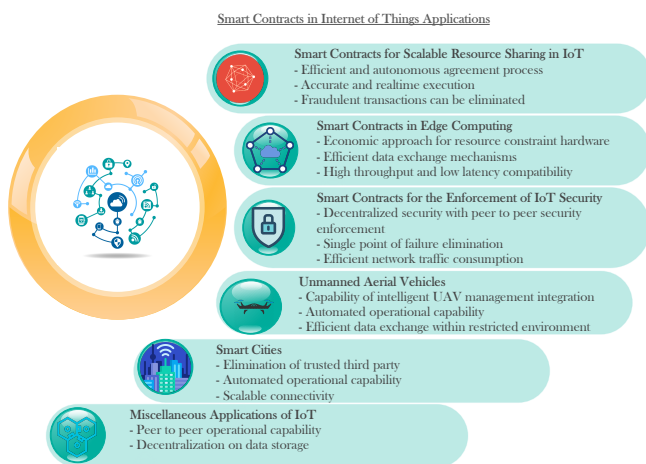 Smart Contracts in Internet of Things Applications
Smart Contracts for Scalable Resource Sharing in IoT
- Efficient and autonomous agreement process
- Accurate and realtime execution
- Fraudulent transactions can be eliminated
Smart Contracts in Edge Computing
- Economic approach for resource constraint hardware
- Efficient data exchange mechanisms
- High throughput and low latency compatibility
Smart Contracts for the Enforcement of IoT Security
- Decentralized security with peer to peer security
enforcement
- Single point of failure elimination
- Efficient network traffic consumption
Unmanned Aerial Vehicles
- Capability of intelligent UAV management integration
- Automated operational capability
- Efficient data exchange within restricted environment
Smart Cities
- Elimination of trusted third party
- Automated operational capability
- Scalable connectivity
Miscellaneous Applications of IoT
- Peer to peer operational capability
- Decentralization on data storage